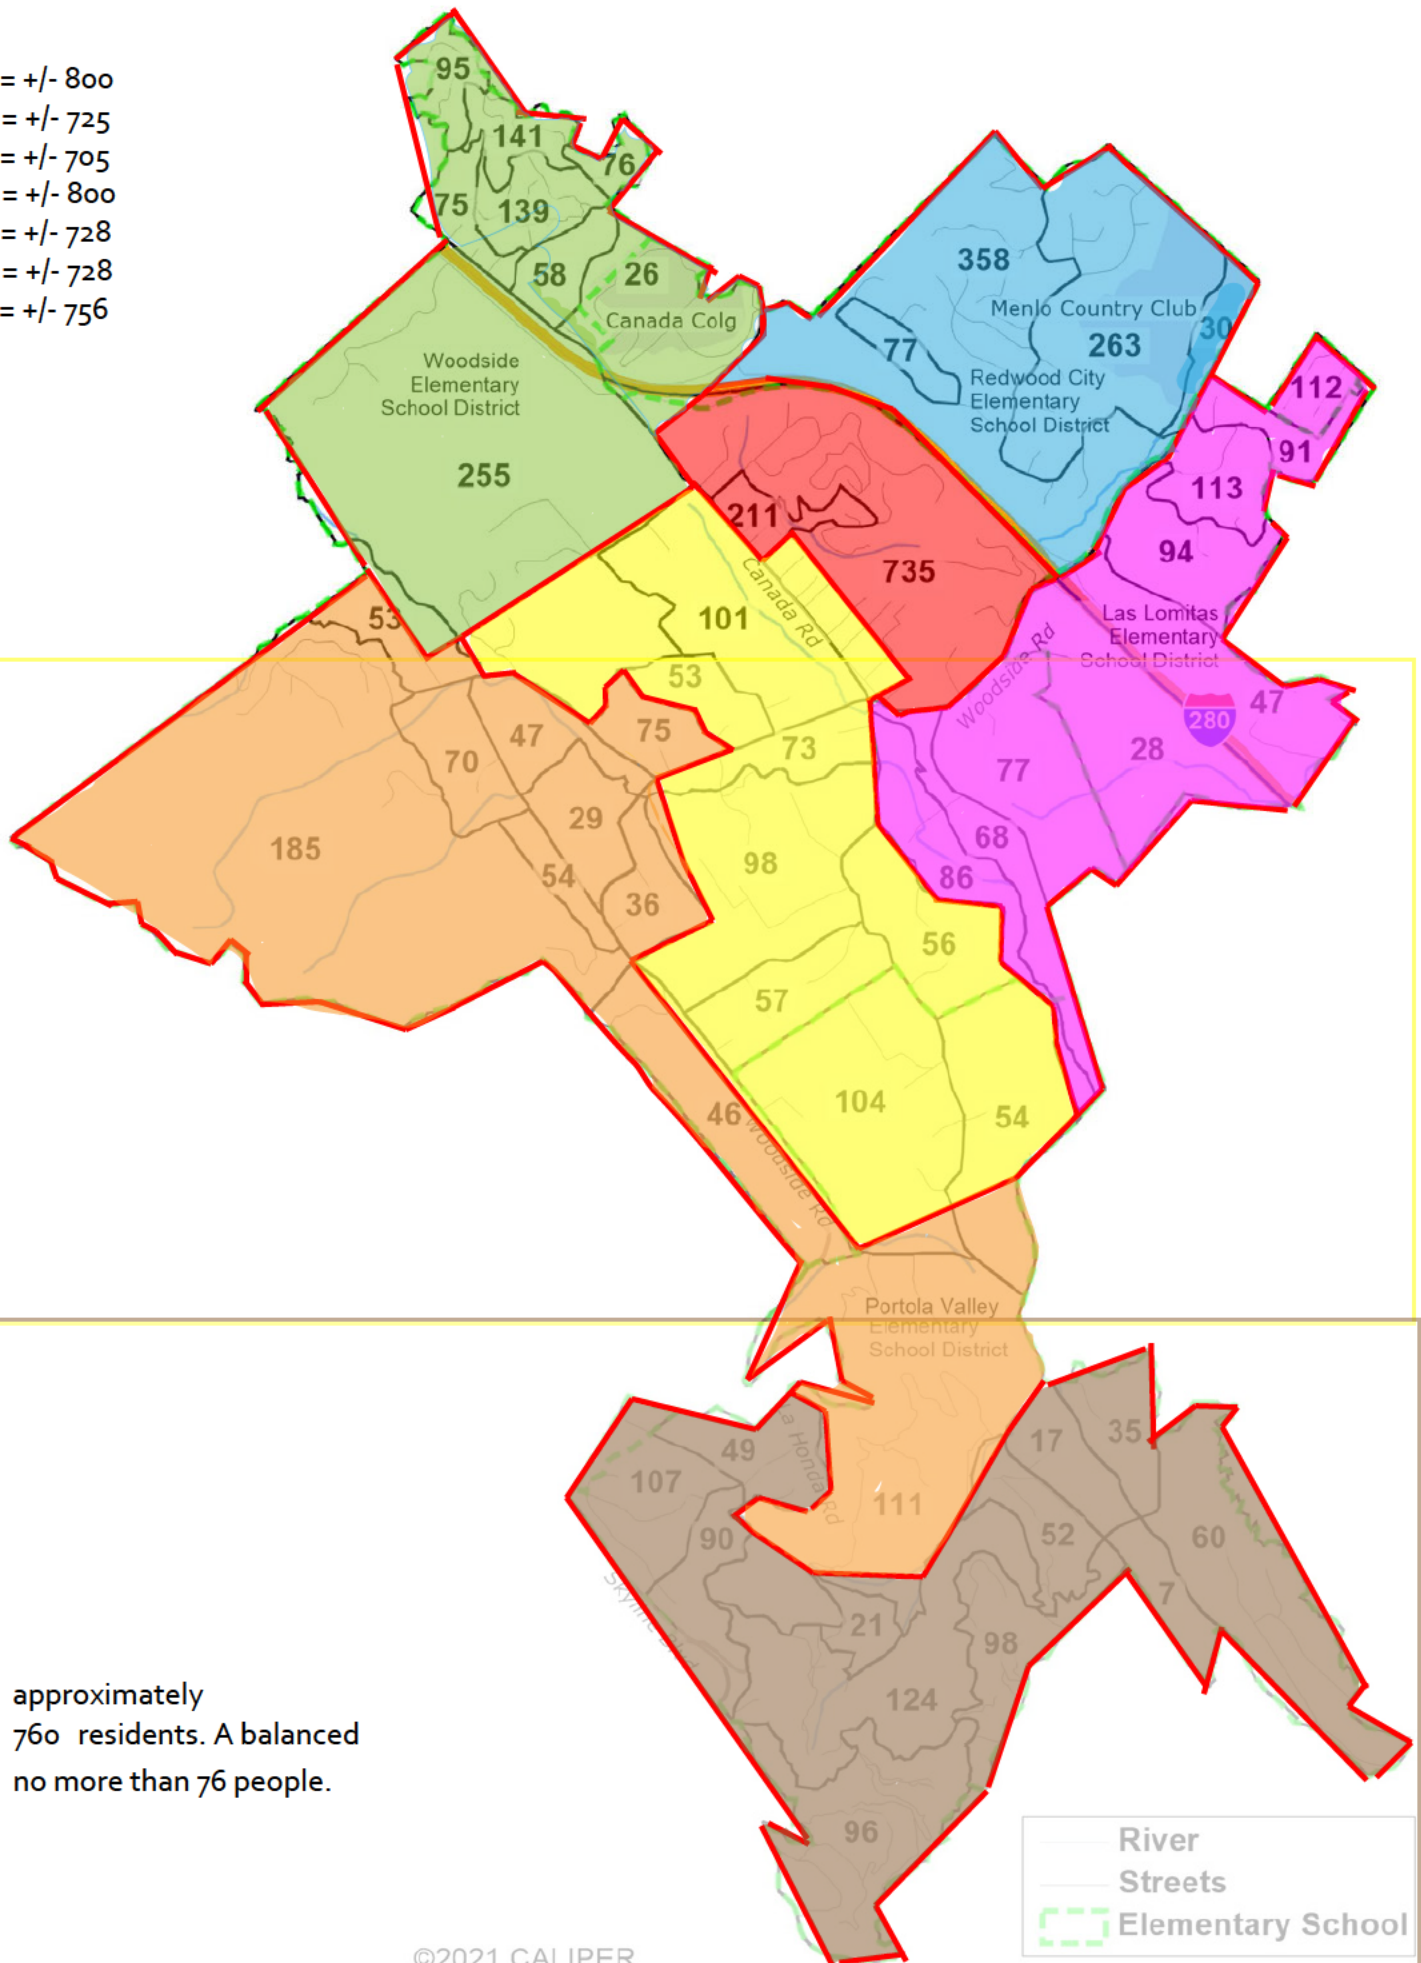 = +/- 800
= +/- 725
= +/- 705
= +/- 800
= +/- 728
= +/- 728
= +/- 756
95
141
76
75
139
58
26
Canada Colg
358
Menlo Country Club
30
77
263
Woodside
Elementary
School District
Redwood City
Elementary
School District
112
91
255
113
211
94
735
Canada Rd
53
101
Las Lomitas
Elementary
School District
Woodside Rd
53
47
280
75
47
73
28
70
77
29
185
68
98
54
86
36
56
57
104
46
54
Woodside Rd
Portola Valley
Elementary
School District
17
35
49
La Honda Rd
107
111
90
52
60
7
Skyline Blvd
21
98
124
approximately
760 residents. A balanced
no more than 76 people.
96
River
Streets
Elementary School
©2021 CALIPER